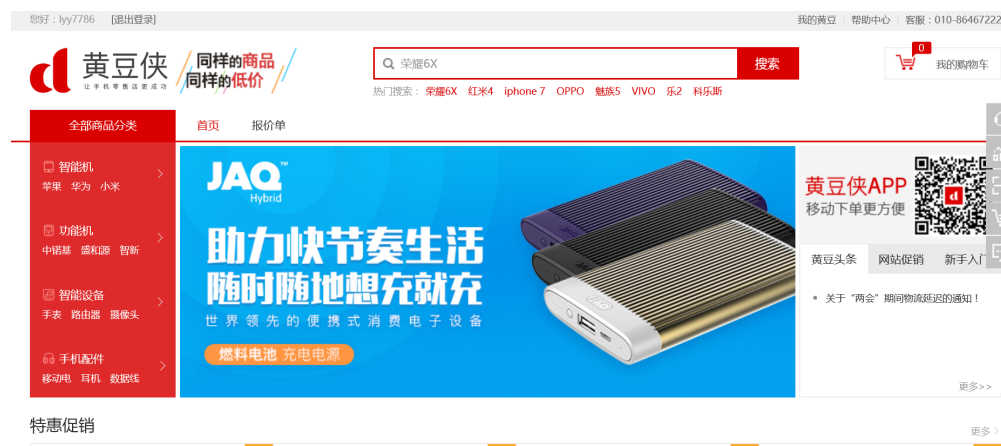 您好：lyy7786 [退出登录] 我的黄豆 帮助中心 客服：010-86467222
黄豆侠
让手机零售店更成功
同样的商品
同样的低价
荣耀6X 搜索
0 我的购物车
热门搜索： 荣耀6X 红米4 iphone 7 OPPO 魅族5 VIVO 乐2 科乐斯
全部商品分类 首页 报价单
智能机
苹果 华为 小米
功能机
中诺基 盛和源 智新
智能设备
手表 路由器 摄像头
手机配件
移动电 耳机 数据线
JAQ™
Hybrid
助力快节奏生活
随时随地想充就充
世界领先的便携式消费电子设备
燃料电池 充电电源
黄豆侠APP
移动下单更方便
黄豆头条 网站促销 新手入门
关于“两会”期间物流延迟的通知！
更多>>
特惠促销 更多